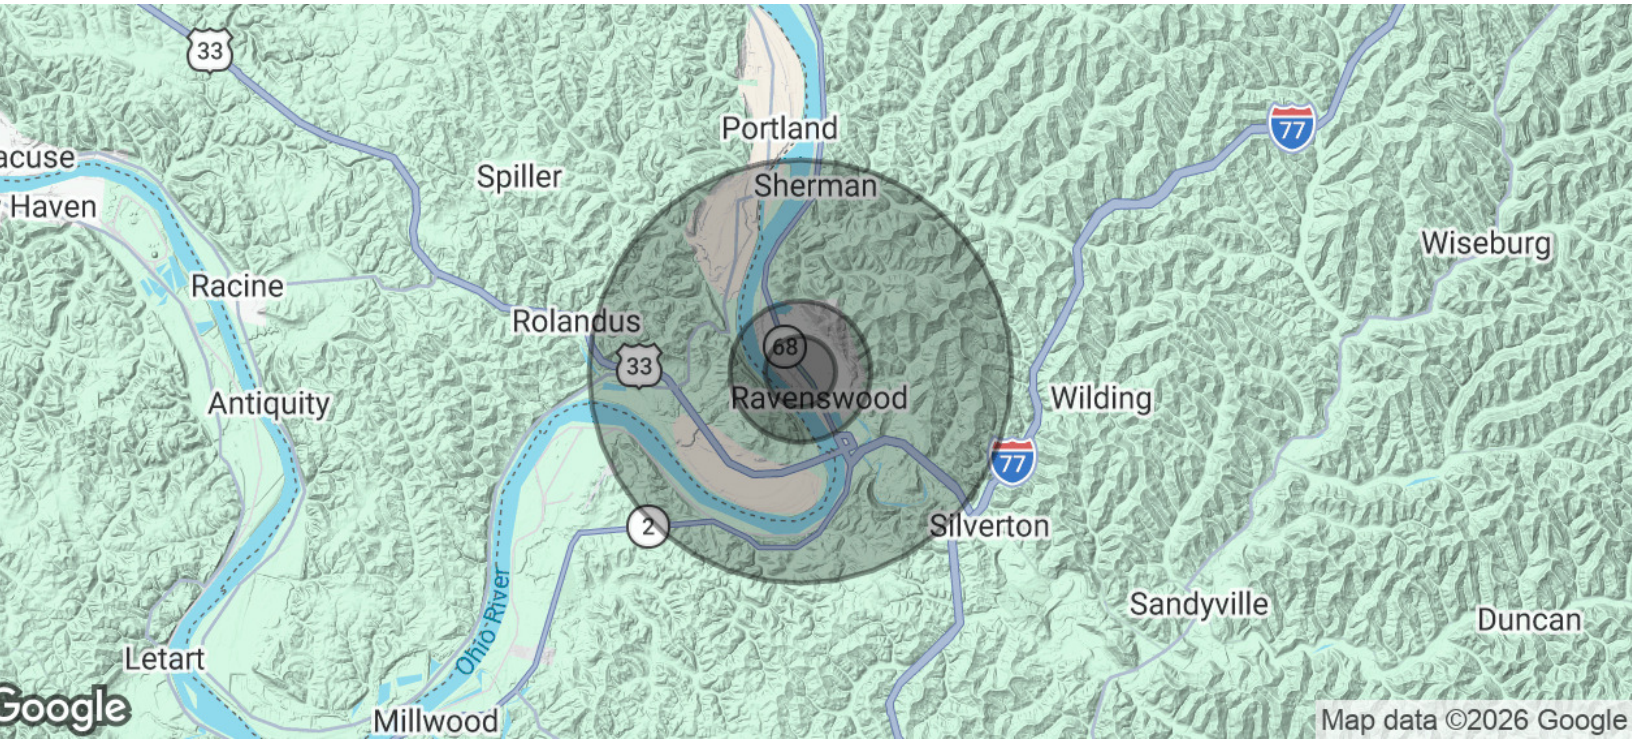 33
Portland
77
acuse
Spiller
Sherman
Haven
Wiseburg
Racine
Rolandus
68
33
Ravenswood
Wilding
Antiquity
77
2
Silverton
Ohio River
Sandyville
Duncan
Letart
Google
Millwood
Map data ©2026 Google